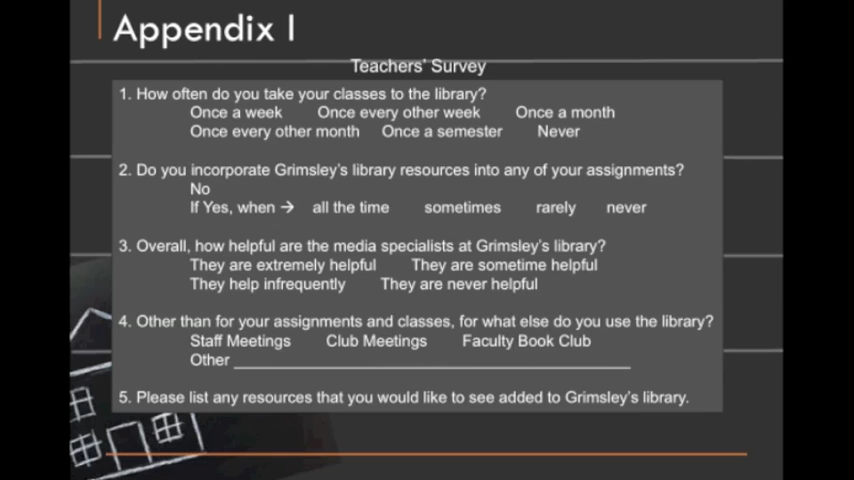 Appendix I
Teachers' Survey
1. How often do you take your classes to the library?
Once a week Once every other week Once a month
Once every other month Once a semester Never
2. Do you incorporate Grimsley's library resources into any of your assignments?
No
If Yes, when → all the time sometimes rarely never
3. Overall, how helpful are the media specialists at Grimsley's library?
They are extremely helpful They are sometime helpful
They help infrequently They are never helpful
4. Other than for your assignments and classes, for what else do you use the library?
Staff Meetings Club Meetings Faculty Book Club
Other ______________________________
5. Please list any resources that you would like to see added to Grimsley's library.